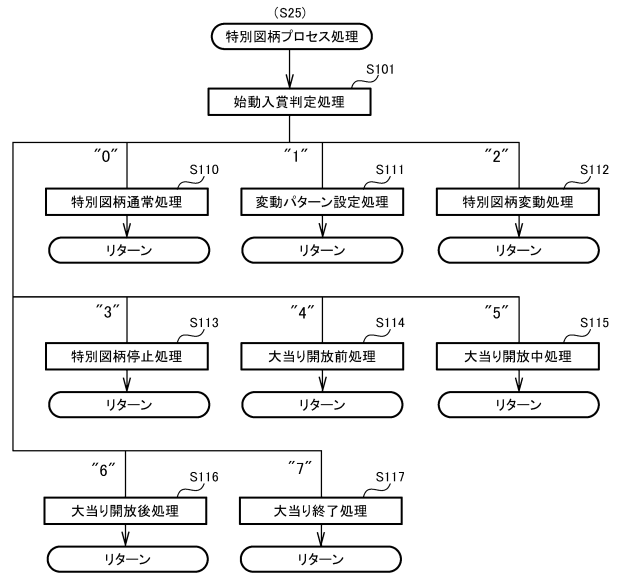 (S25)
特別図柄プロセス処理
S101
始動入賞判定処理
"0"
"1"
"2"
S110
S111
S112
特別図柄通常処理
変動パターン設定処理
特別図柄変動処理
リターン
リターン
リターン
"3"
"4"
"5"
S113
S114
S115
特別図柄停止処理
大当り開放前処理
大当り開放中処理
リターン
リターン
リターン
"6"
"7"
S116
S117
大当り開放後処理
大当り終了処理
リターン
リターン